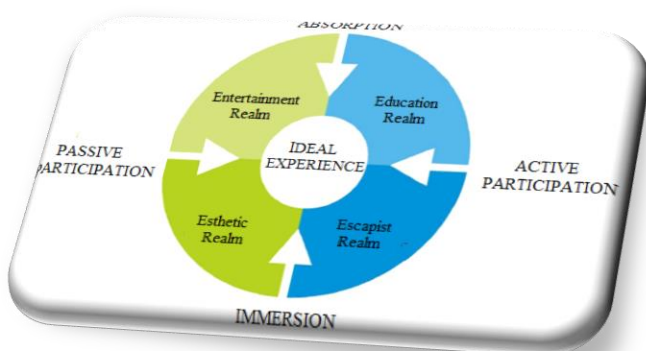 ABSORPTION
Entertainment
Realm
Education
Realm
PASSIVE
PARTICIPATION
IDEAL
EXPERIENCE
ACTIVE
PARTICIPATION
Esthetic
Realm
Escapist
Realm
IMMERSION